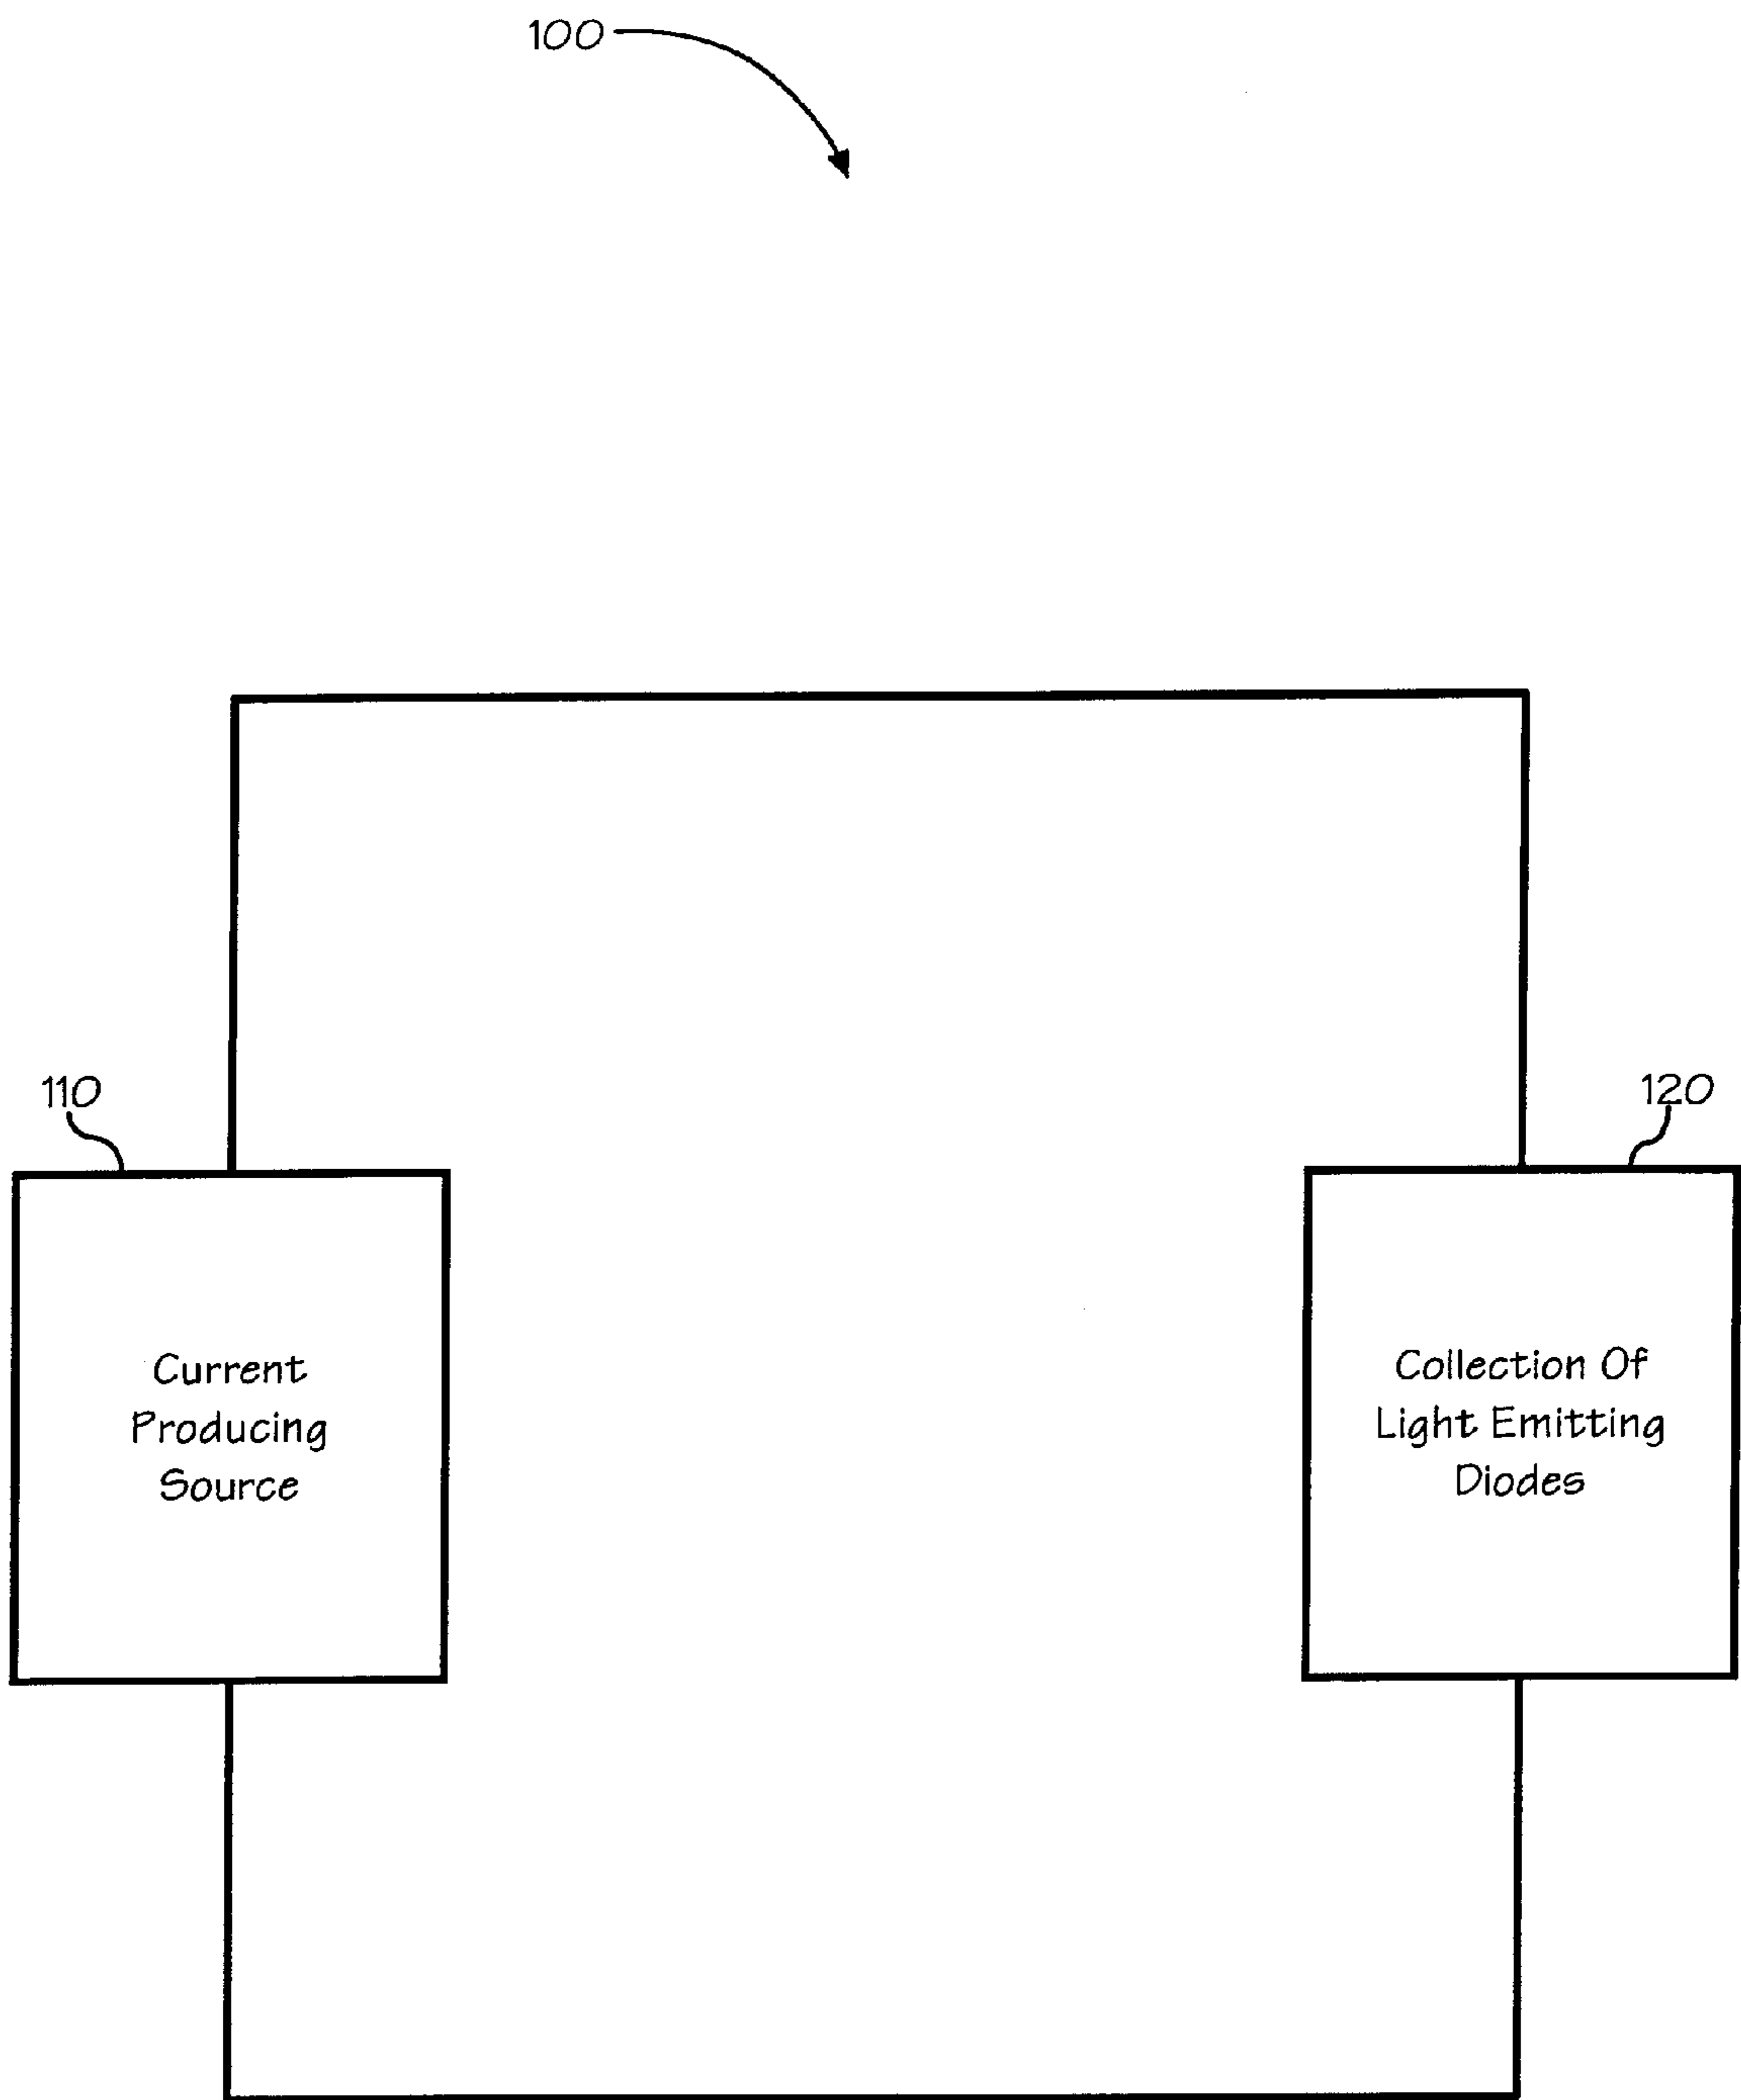 100
110
120
Current
Producing
Source
Collection Of
Light Emitting
Diodes